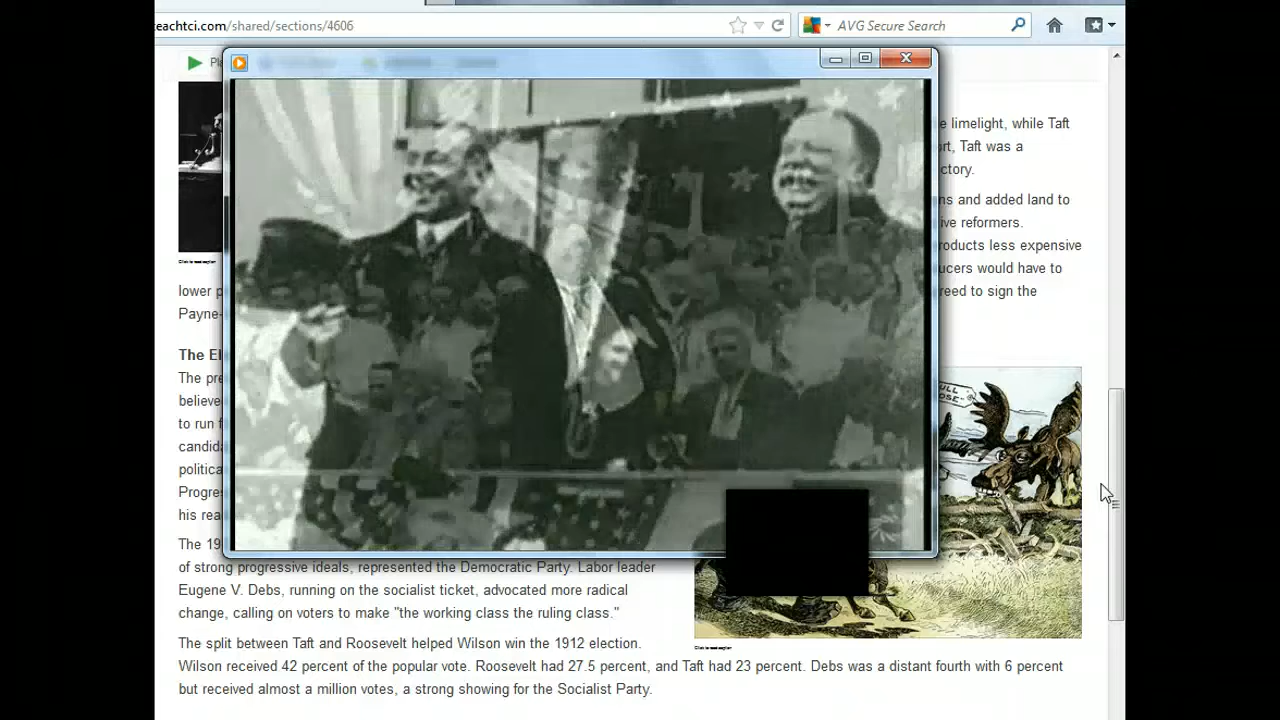 teachtci.com/shared/sections/4606
AVG Secure Search
limelight, while Taft
Taft was a
ns and added land to
ive reformers.
products less expensive
ucers would have to
lower p
reed to sign the
Payne-
The El
The pre
believe
to run f
candida
politica
Progres
his rea
The 19
of strong progressive ideals, represented the Democratic Party. Labor leader
Eugene V. Debs, running on the socialist ticket, advocated more radical
change, calling on voters to make "the working class the ruling class."
The split between Taft and Roosevelt helped Wilson win the 1912 election.
Wilson received 42 percent of the popular vote. Roosevelt had 27.5 percent, and Taft had 23 percent. Debs was a distant fourth with 6 percent
but received almost a million votes, a strong showing for the Socialist Party.